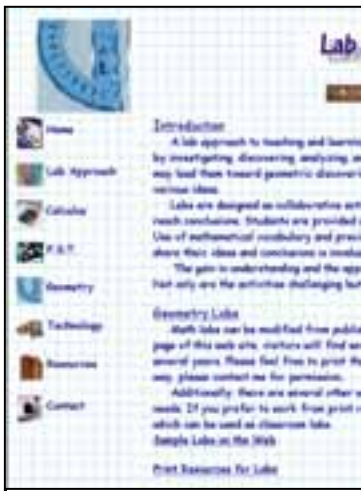 Lab
Home
Lab Approach
Calculus
P.S.T.
Geometry
Technology
Resources
Contact
Introduction
A lab approach to teaching and learning
by investigating, discovering, analyzing, an
may lead them toward geometric discoveri
various ideas.
Labs are designed as collaborative act
reach conclusions. Students are provided
Use of mathematical vocabulary and previ
share their ideas and conclusions is
The gain in understanding and the app
Not only are the activities challenging but
Geometry Labs
Math labs can be modified from public
page of this web site, visitors will find
several years. Please feel free to print the
way, please contact me for permission.
Additionally, there are several other
needs. If you prefer to work from print r
which can be used as classroom labs.
Sample Labs on the Web
Print Resources for Labs